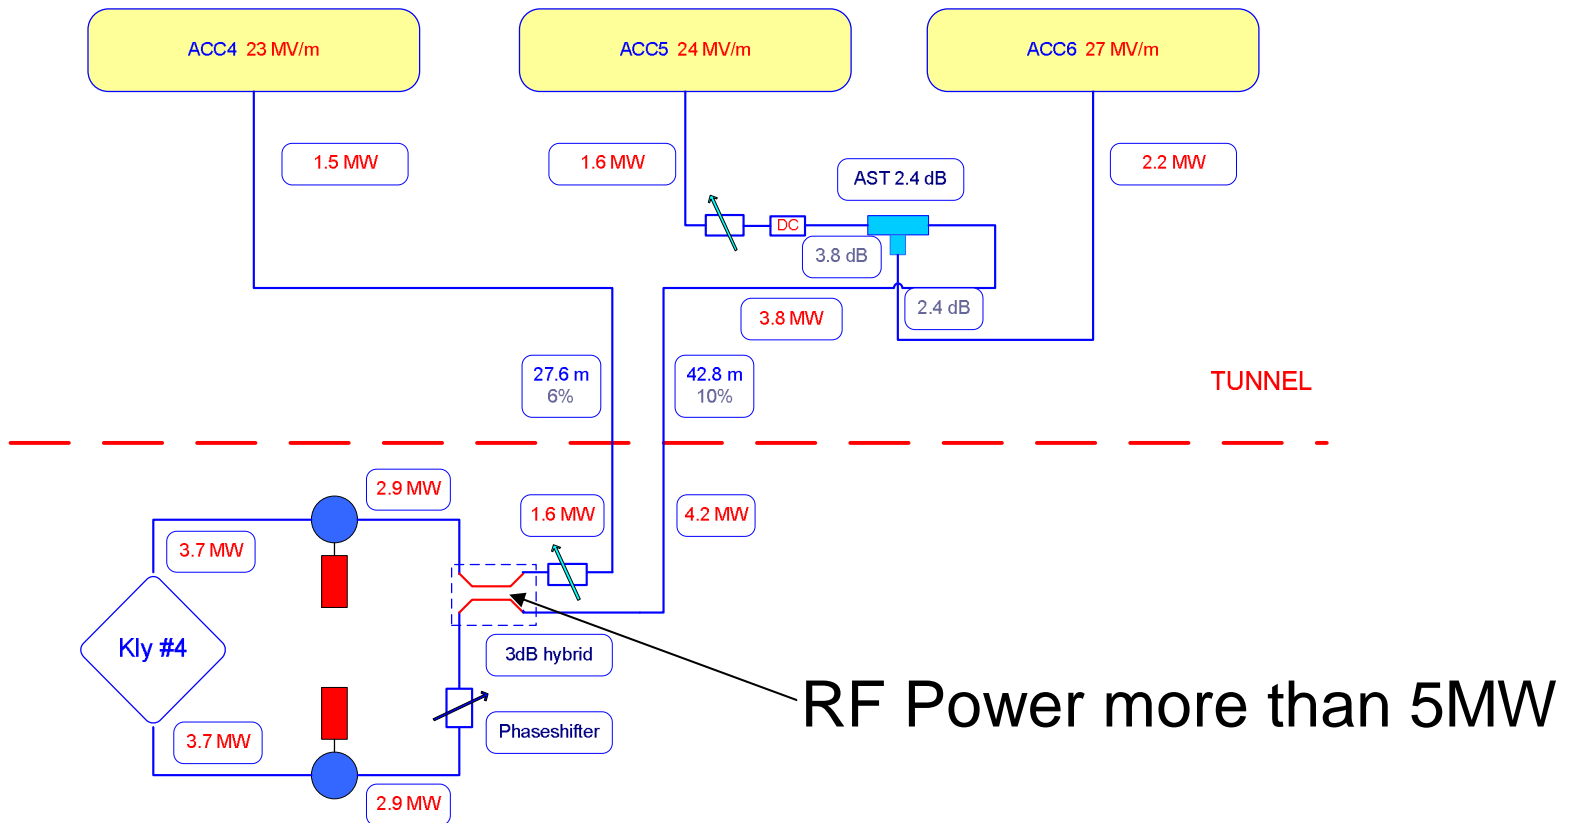 ACC4 23 MV/m
ACC5 24 MV/m
ACC6 27 MV/m
1.5 MW
1.6 MW
2.2 MW
AST 2.4 dB
DC
3.8 dB
2.4 dB
3.8 MW
27.6 m
6%
42.8 m
10%
TUNNEL
2.9 MW
1.6 MW
4.2 MW
3.7 MW
Kly #4
3dB hybrid
RF Power more than 5MW
Phaseshifter
3.7 MW
2.9 MW